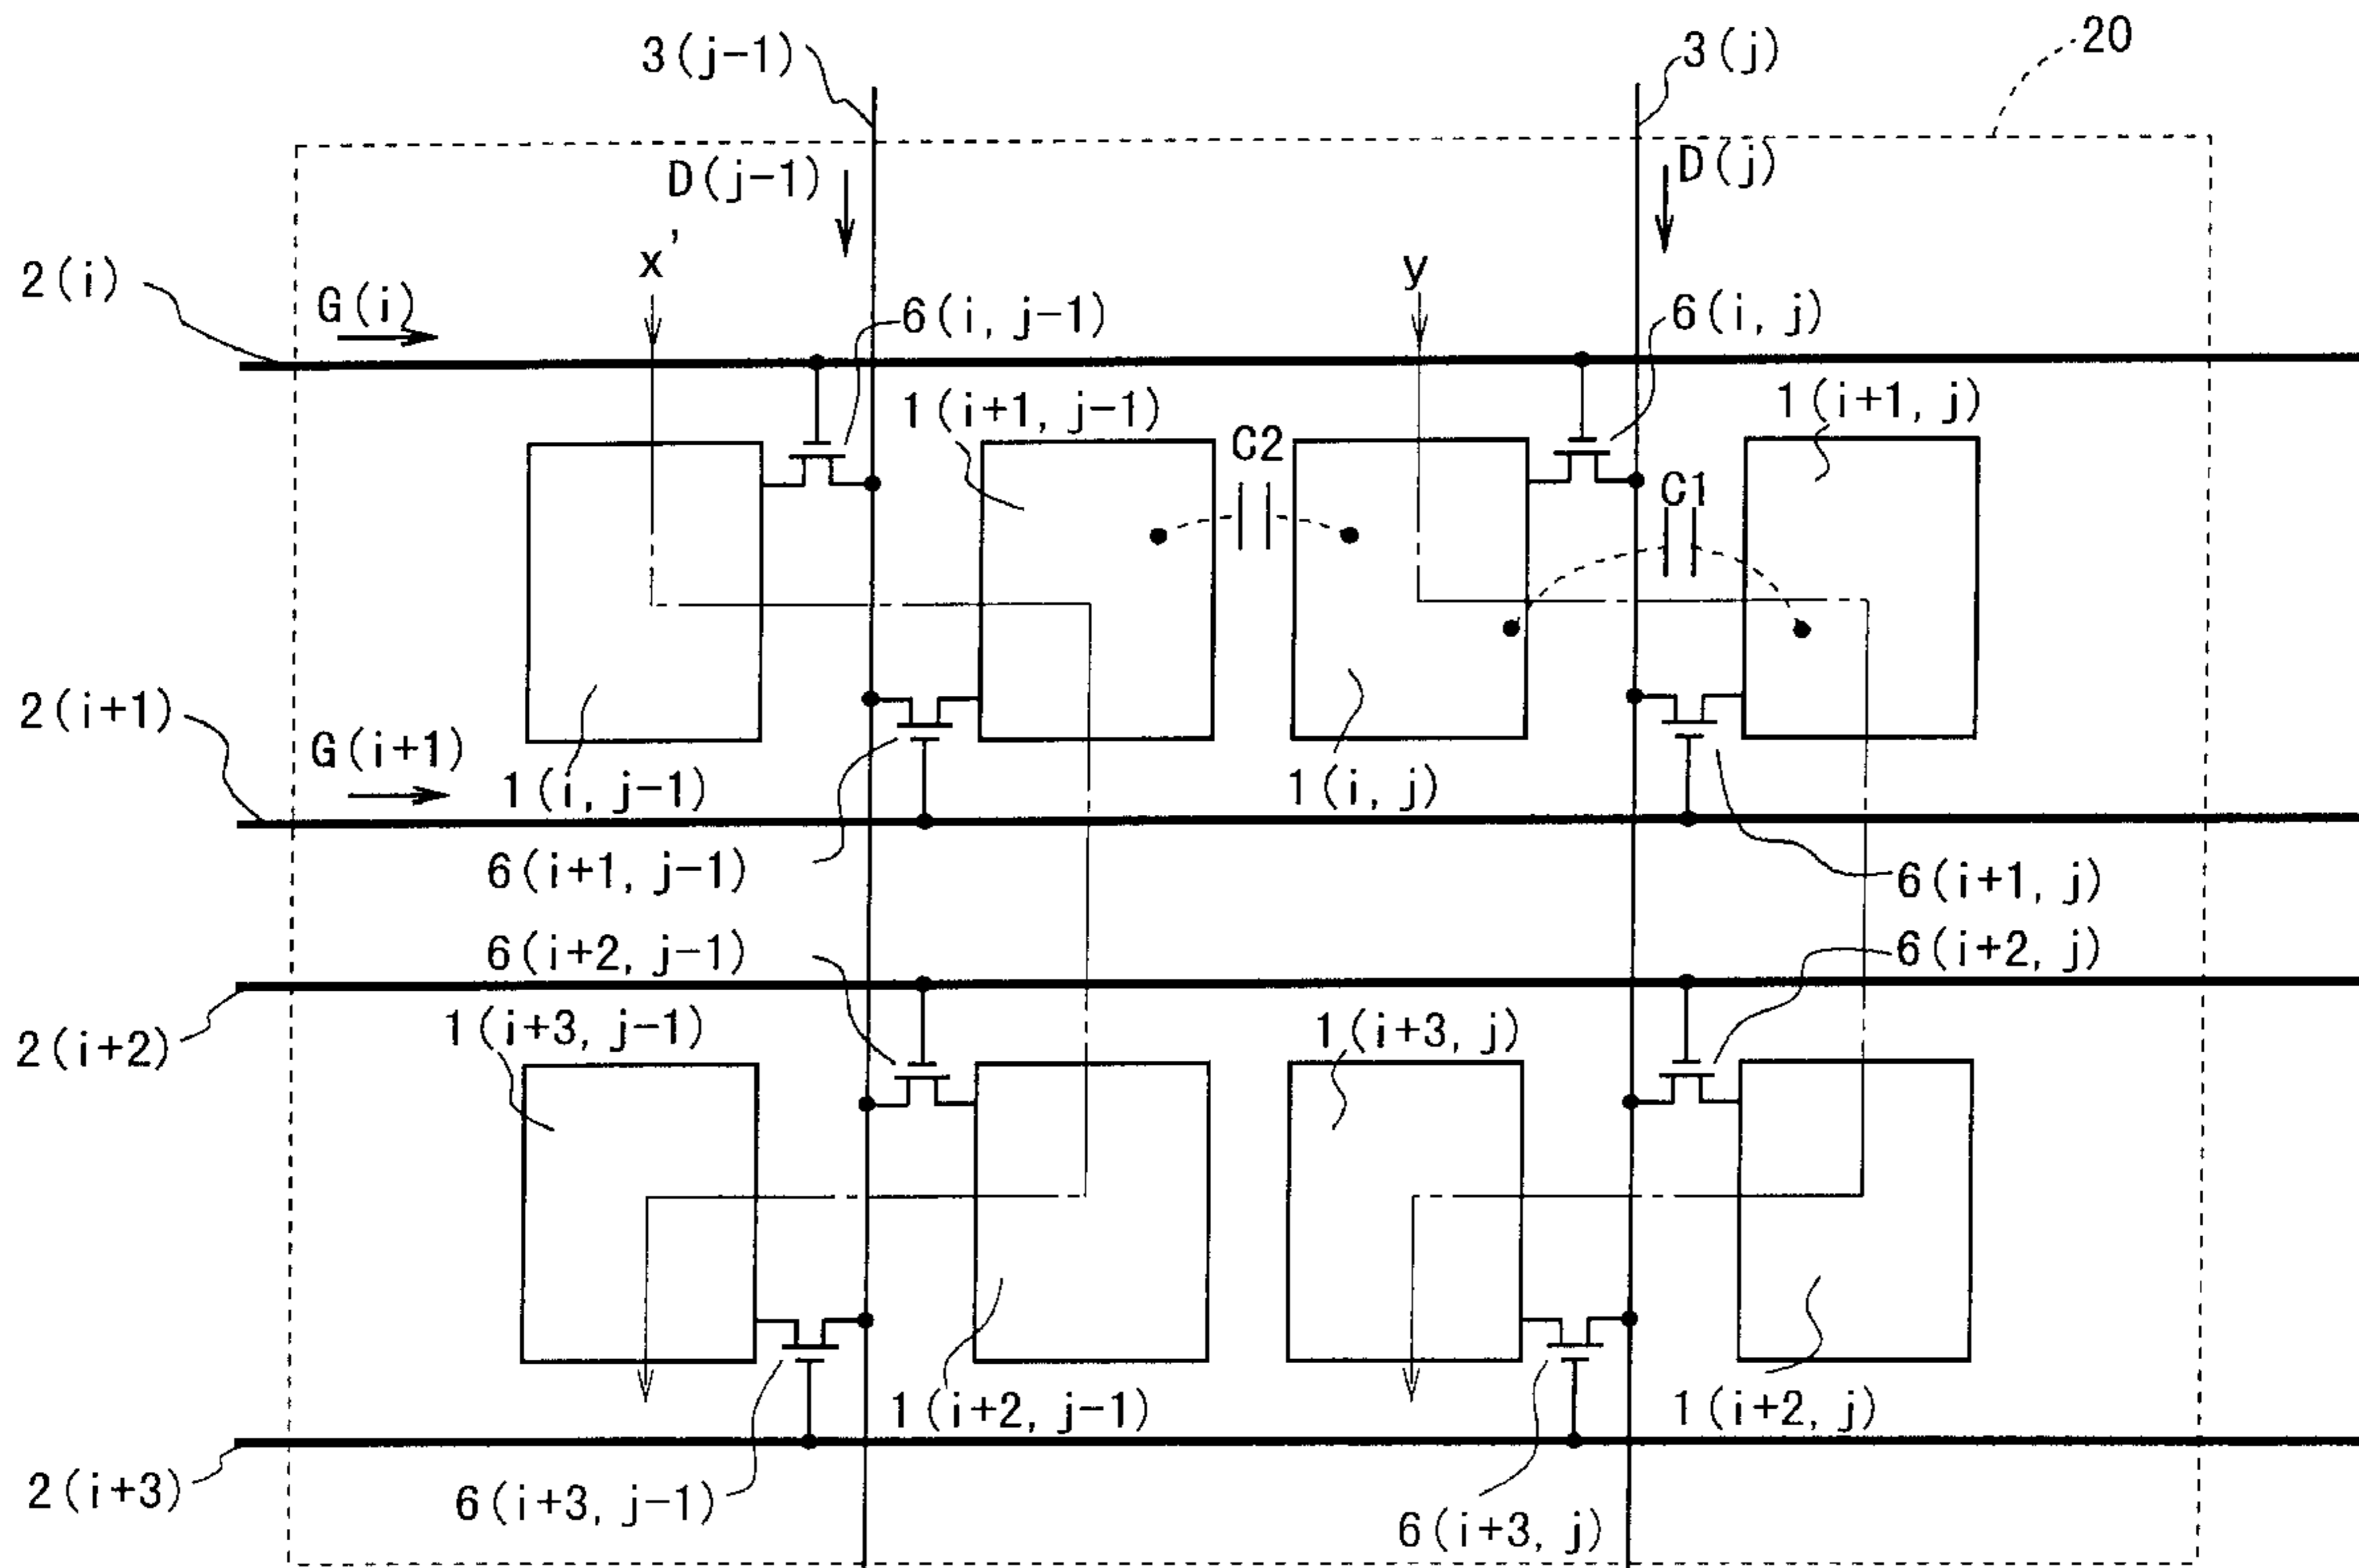 20
3(j-1)
3(j)
D(j-1)
D(j)
x'
y
2(i)
G(i)
6(i, j-1)
6(i, j)
1(i+1, j-1)
1(i+1, j)
C2
C1
2(i+1)
G(i+1)
1(i, j-1)
1(i, j)
6(i+1, j-1)
6(i+1, j)
6(i+2, j-1)
6(i+2, j)
2(i+2)
1(i+3, j-1)
1(i+3, j)
1(i+2, j-1)
1(i+2, j)
2(i+3)
6(i+3, j-1)
6(i+3, j)